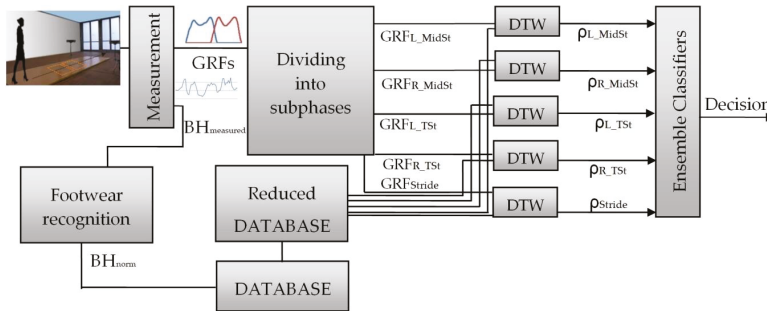 Measurement
GRFs
BHmeasured
Dividing
into
subphases
GRFL_MidSt
GRFR_MidSt
GRFL_TSt
GRFR_TSt
GRFStride
DTW
DTW
DTW
DTW
DTW
ρL_MidSt
ρR_MidSt
ρL_TSt
ρR_TSt
ρStride
Ensemble Classifiers
Decision
Footwear
recognition
BHnorm
Reduced
DATABASE
DATABASE